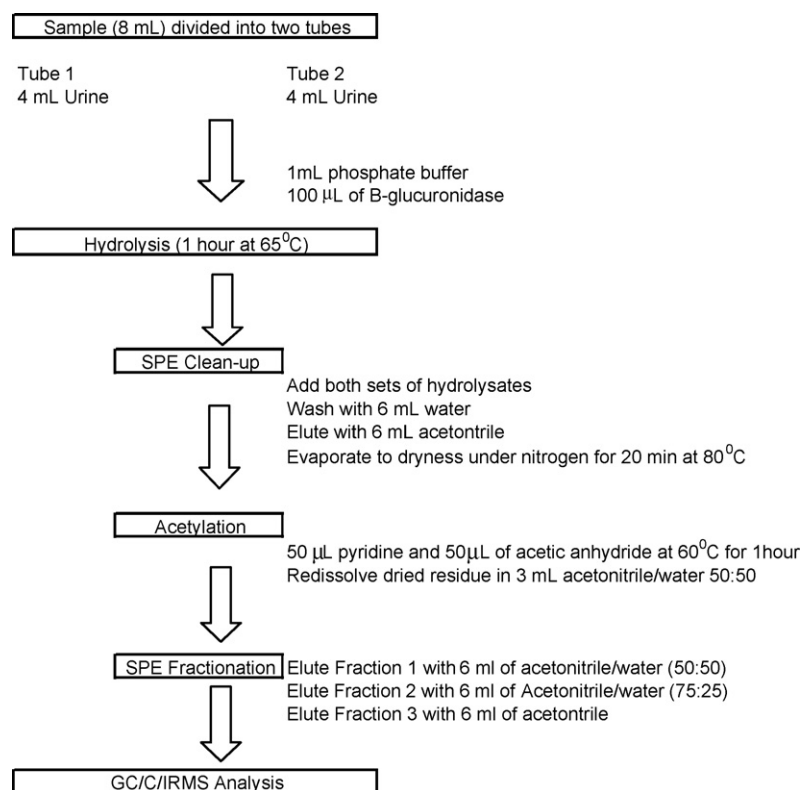 Sample (8 mL) divided into two tubes
Tube 1
4 mL Urine
Tube 2
4 mL Urine
1mL phosphate buffer
100 µL of B-glucuronidase
Hydrolysis (1 hour at 65⁰C)
SPE Clean-up
Add both sets of hydrolysates
Wash with 6 mL water
Elute with 6 mL acetontrile
Evaporate to dryness under nitrogen for 20 min at 80⁰C
Acetylation
50 µL pyridine and 50µL of acetic anhydride at 60⁰C for 1hour
Redissolve dried residue in 3 mL acetonitrile/water 50:50
SPE Fractionation
Elute Fraction 1 with 6 ml of acetonitrile/water (50:50)
Elute Fraction 2 with 6 ml of Acetonitrile/water (75:25)
Elute Fraction 3 with 6 ml of acetontrile
GC/C/IRMS Analysis